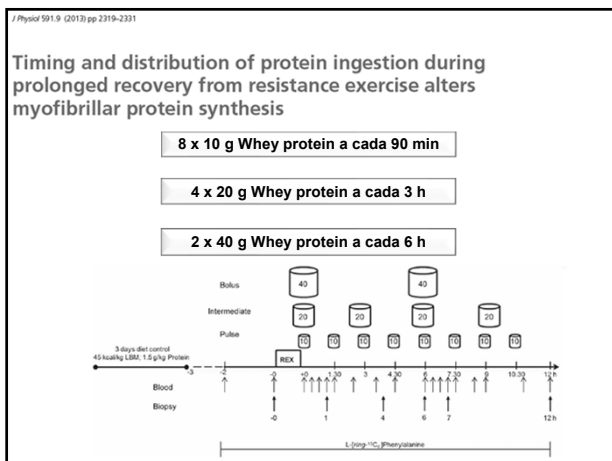 J Physiol 591.9 (2013) pp 2319–2331
Timing and distribution of protein ingestion during
prolonged recovery from resistance exercise alters
myofibrillar protein synthesis
8 x 10 g Whey protein a cada 90 min
4 x 20 g Whey protein a cada 3 h
2 x 40 g Whey protein a cada 6 h
Bolus 40 40
Intermediate 20 20 20 20
Pulse 10 10 10 10 10 10 10 10
3 days diet control
45 kcal/kg LBM; 1.5 g/kg Protein
REX
-3 -2 -0 +0 1.30 3 4.30 6 7.30 9 10.30 12 h
Blood
Biopsy
-0 1 4 6 7 12 h
L-[ring-¹³C₆]Phenylalanine